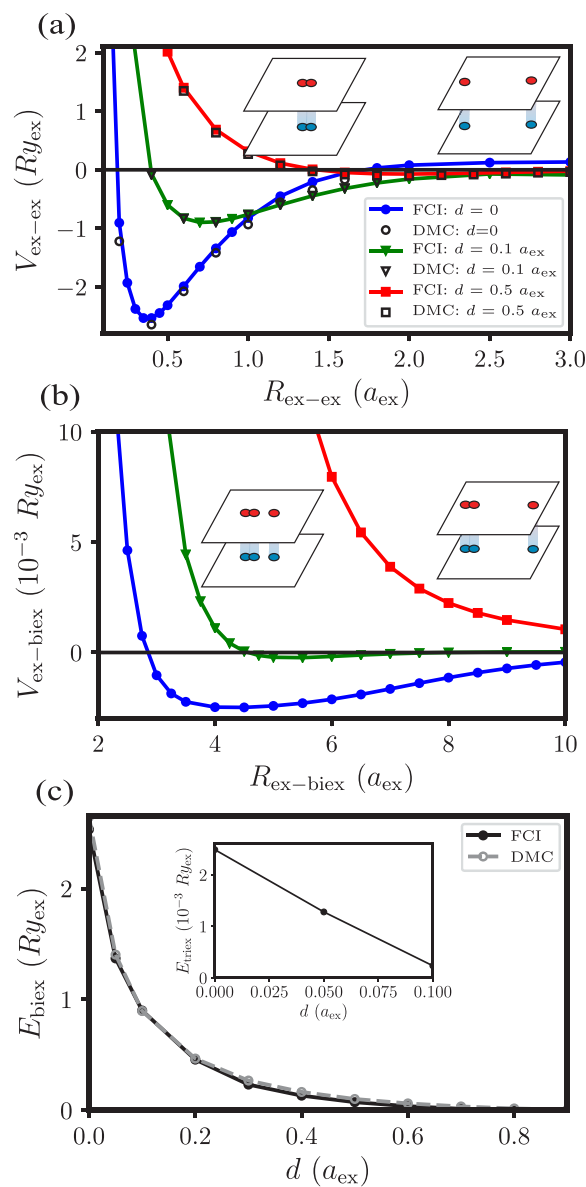 (a)
V_ex−ex (Ry_ex)
2
1
0
−1
−2
FCI: d = 0
DMC: d=0
FCI: d = 0.1 a_ex
DMC: d = 0.1 a_ex
FCI: d = 0.5 a_ex
DMC: d = 0.5 a_ex
0.5 1.0 1.5 2.0 2.5 3.0
R_ex−ex (a_ex)
(b)
V_ex−biex (10⁻³ Ry_ex)
10
5
0
2 4 6 8 10
R_ex−biex (a_ex)
(c)
E_biex (Ry_ex)
2
1
0
FCI
DMC
E_triex (10⁻³ Ry_ex)
2
1
0
0.000 0.025 0.050 0.075 0.100
d (a_ex)
0.0 0.2 0.4 0.6 0.8
d (a_ex)